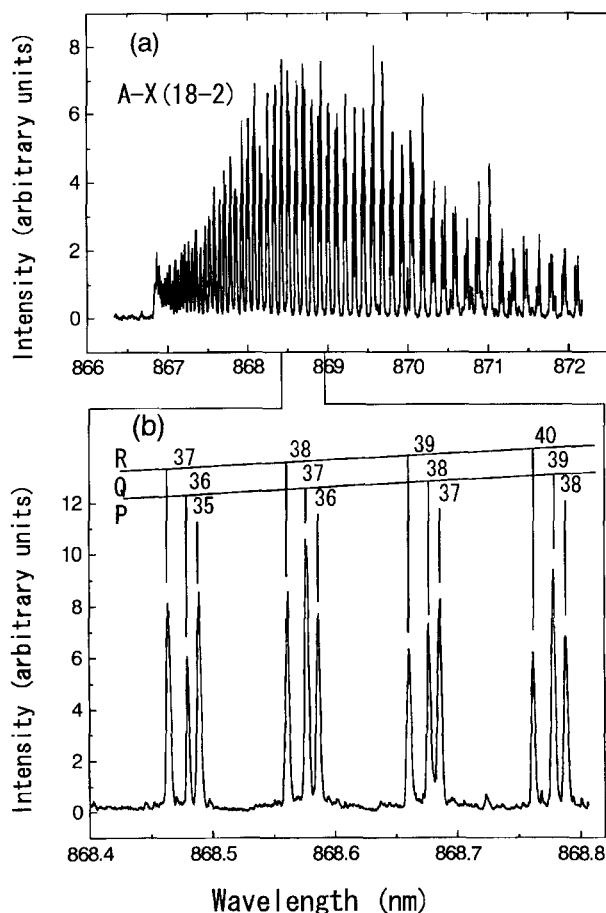 (a)
A-X(18-2)
Intensity (arbitrary units)
8
6
4
2
0
866 867 868 869 870 871 872
(b)
R 37 38 39 40
Q 36 37 38 39
P 35 36 37 38
Intensity (arbitrary units)
12
10
8
6
4
2
0
868.4 868.5 868.6 868.7 868.8
Wavelength (nm)